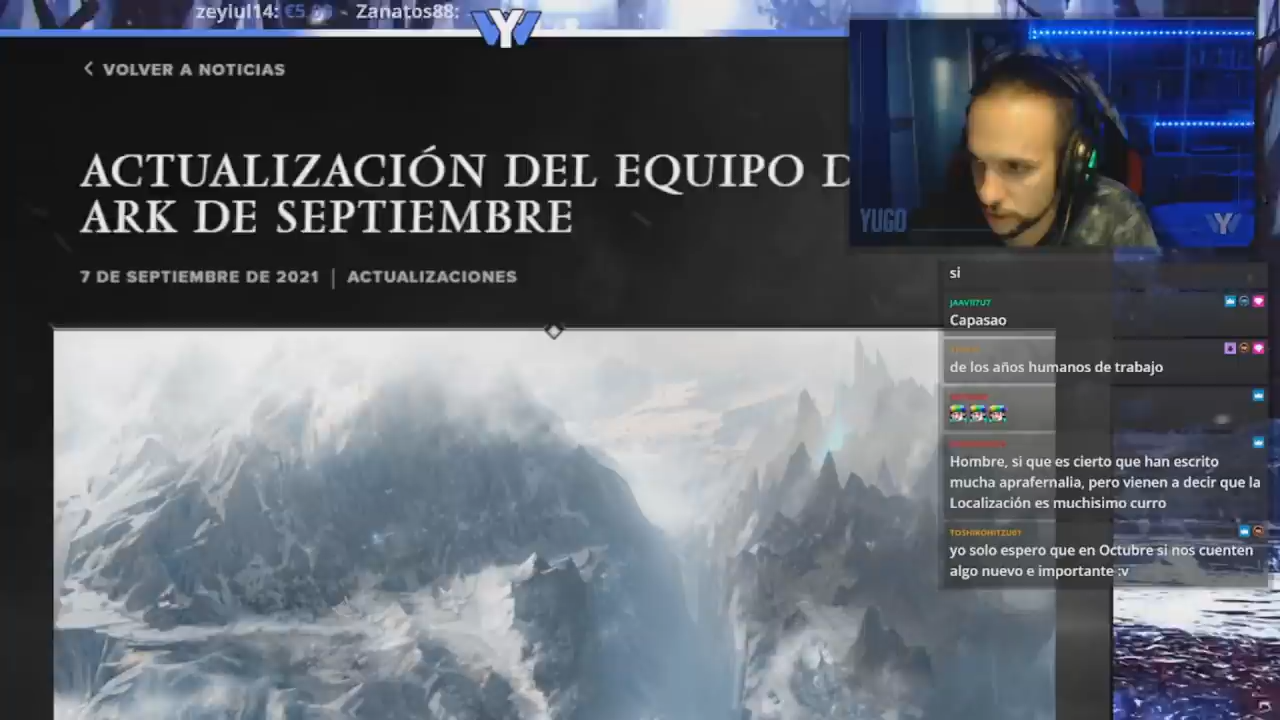 zeyiul14: €5.00 - Zanatos88:
VOLVER A NOTICIAS
ACTUALIZACIÓN DEL EQUIPO D
ARK DE SEPTIEMBRE
7 DE SEPTIEMBRE DE 2021 | ACTUALIZACIONES
YUGO
si
JAAVII7U7
Capasao
de los años humanos de trabajo
Hombre, si que es cierto que han escrito
mucha aprafernalia, pero vienen a decir que la
Localización es muchisimo curro
TOSHIROHITZU07
yo solo espero que en Octubre si nos cuenten
algo nuevo e importante :v